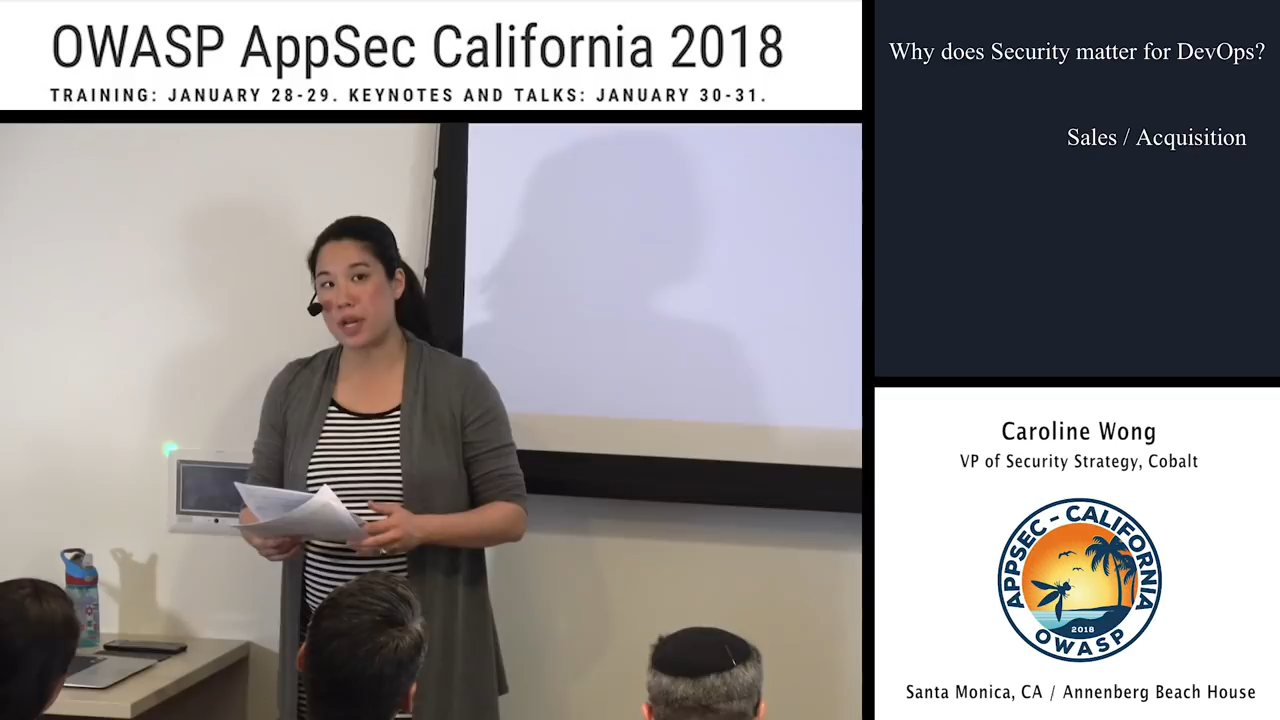 OWASP AppSec California 2018
TRAINING: JANUARY 28-29. KEYNOTES AND TALKS: JANUARY 30-31.
Why does Security matter for DevOps?
Sales / Acquisition
Caroline Wong
VP of Security Strategy, Cobalt
APPSEC - CALIFORNIA
2018
OWASP
Santa Monica, CA / Annenberg Beach House